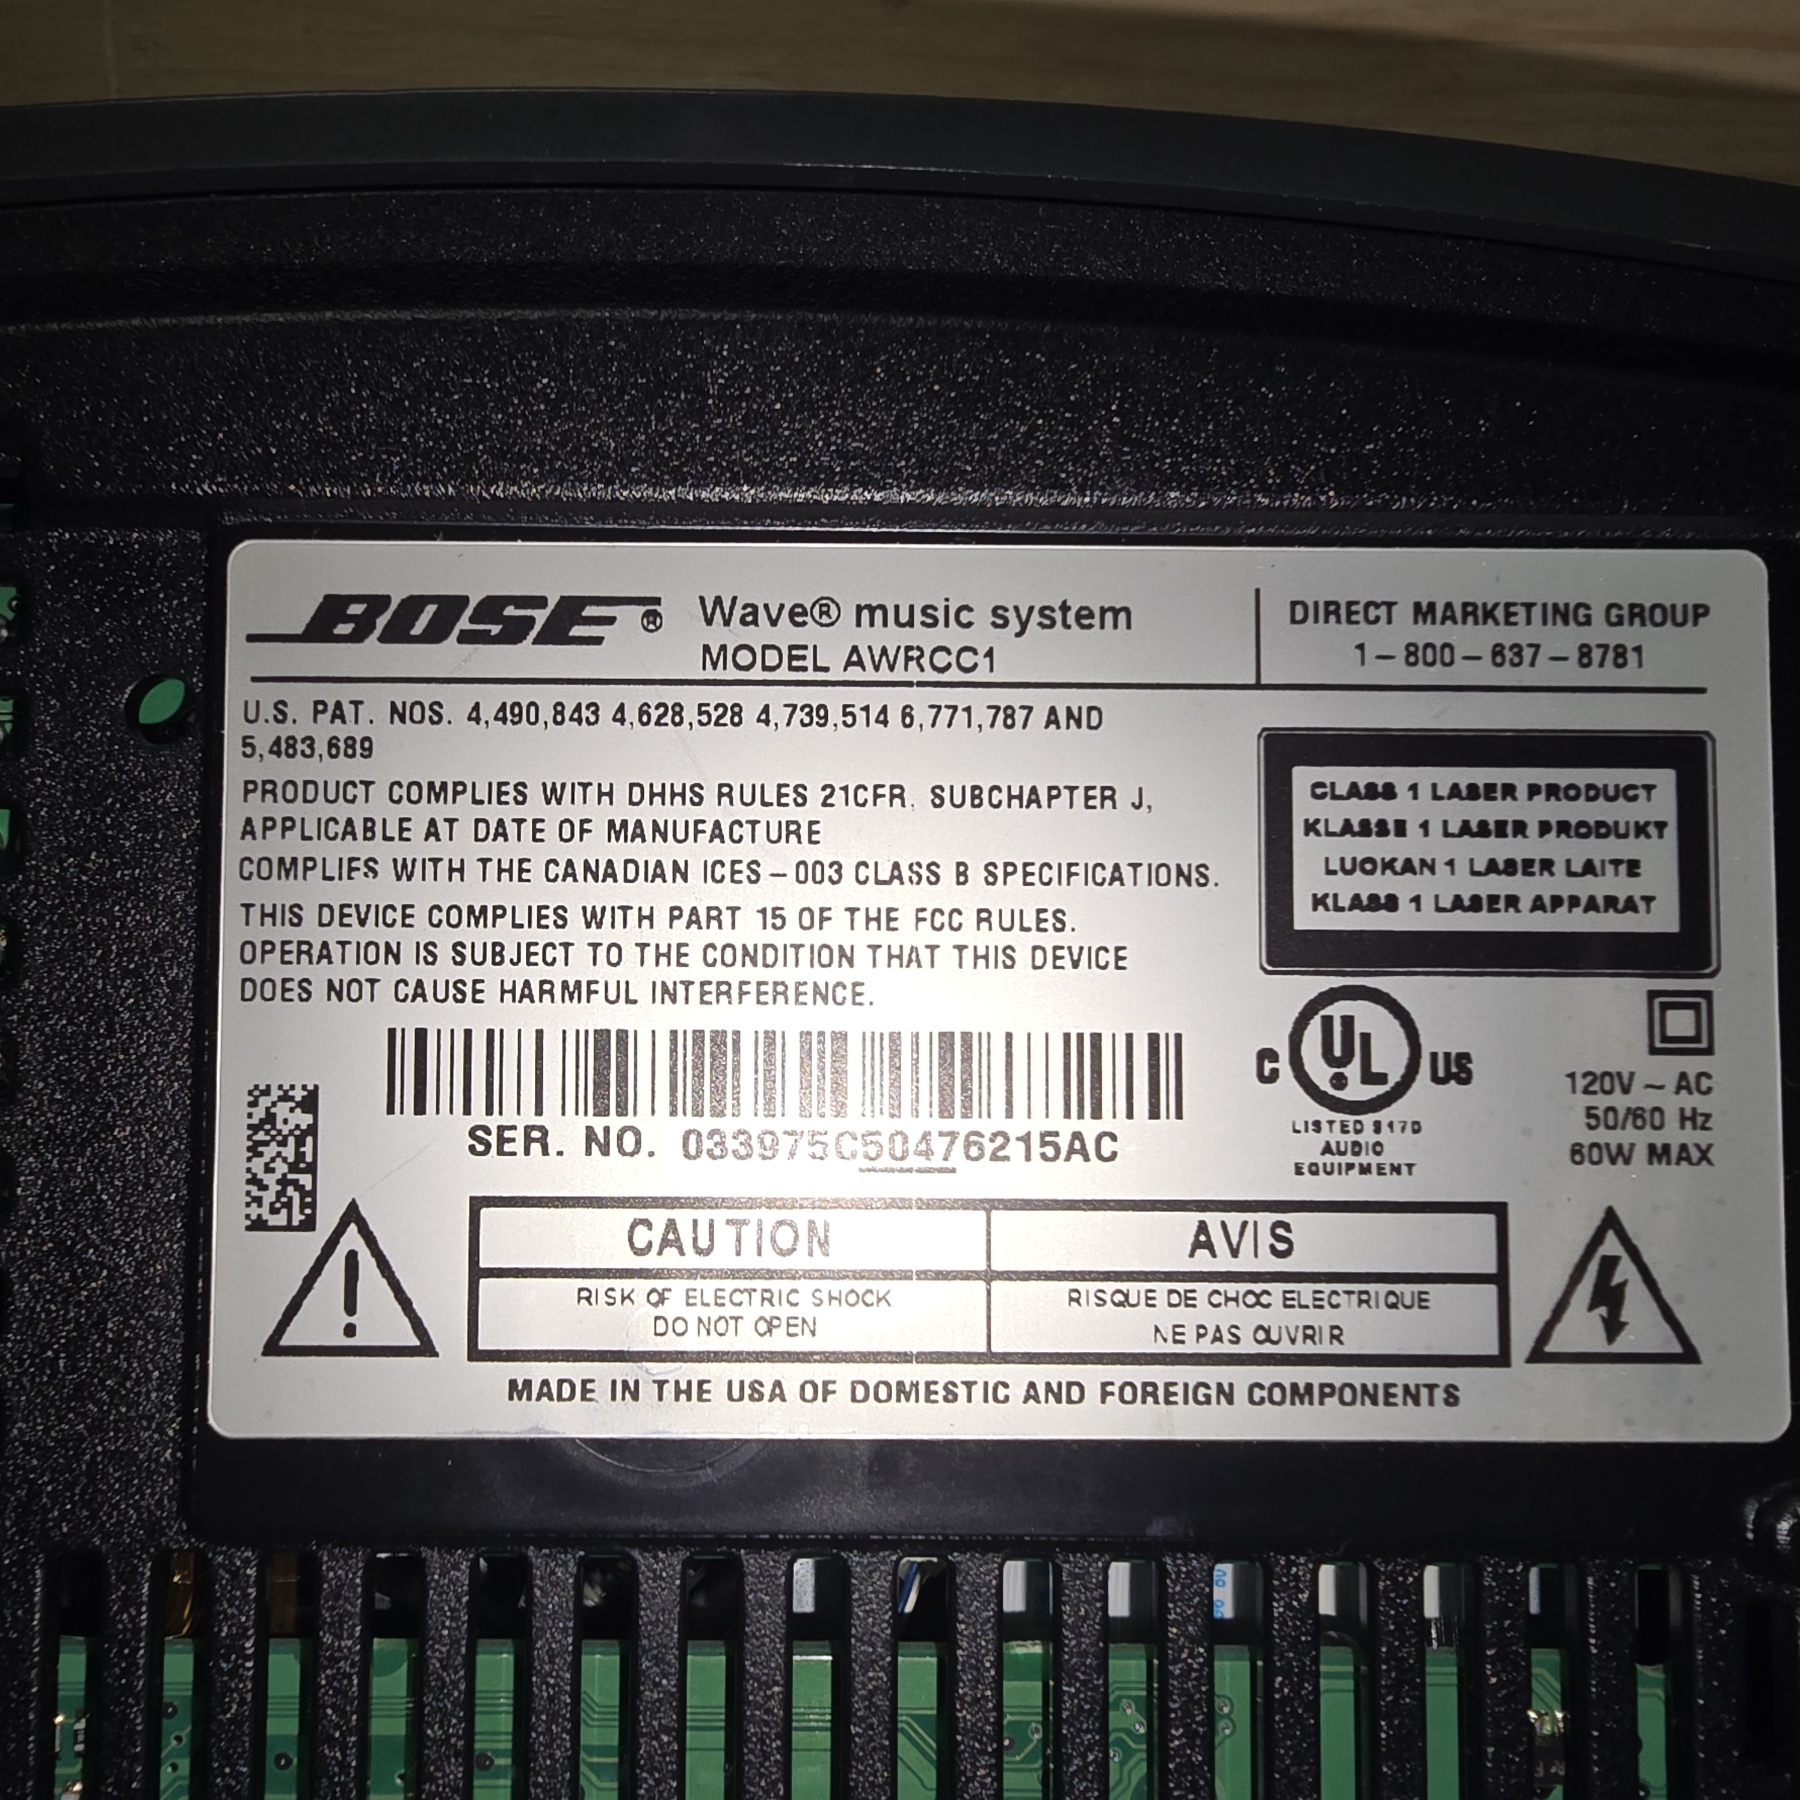 BOSE® Wave® music system
MODEL AWRCC1
DIRECT MARKETING GROUP
1-800-637-8781
U.S. PAT. NOS. 4,490,843 4,628,528 4,739,514 6,771,787 AND
5,483,689
PRODUCT COMPLIES WITH DHHS RULES 21CFR, SUBCHAPTER J,
APPLICABLE AT DATE OF MANUFACTURE
COMPLIES WITH THE CANADIAN ICES-003 CLASS B SPECIFICATIONS.
THIS DEVICE COMPLIES WITH PART 15 OF THE FCC RULES.
OPERATION IS SUBJECT TO THE CONDITION THAT THIS DEVICE
DOES NOT CAUSE HARMFUL INTERFERENCE.
CLASS 1 LASER PRODUCT
KLASSE 1 LASER PRODUKT
LUOKAN 1 LASER LAITE
KLASS 1 LASER APPARAT
SER. NO. 033975C50476215AC
C UL US
LISTED 917D
AUDIO
EQUIPMENT
120V ~ AC
50/60 Hz
60W MAX
CAUTION
RISK OF ELECTRIC SHOCK
DO NOT OPEN
AVIS
RISQUE DE CHOC ELECTRIQUE
NE PAS OUVRIR
MADE IN THE USA OF DOMESTIC AND FOREIGN COMPONENTS